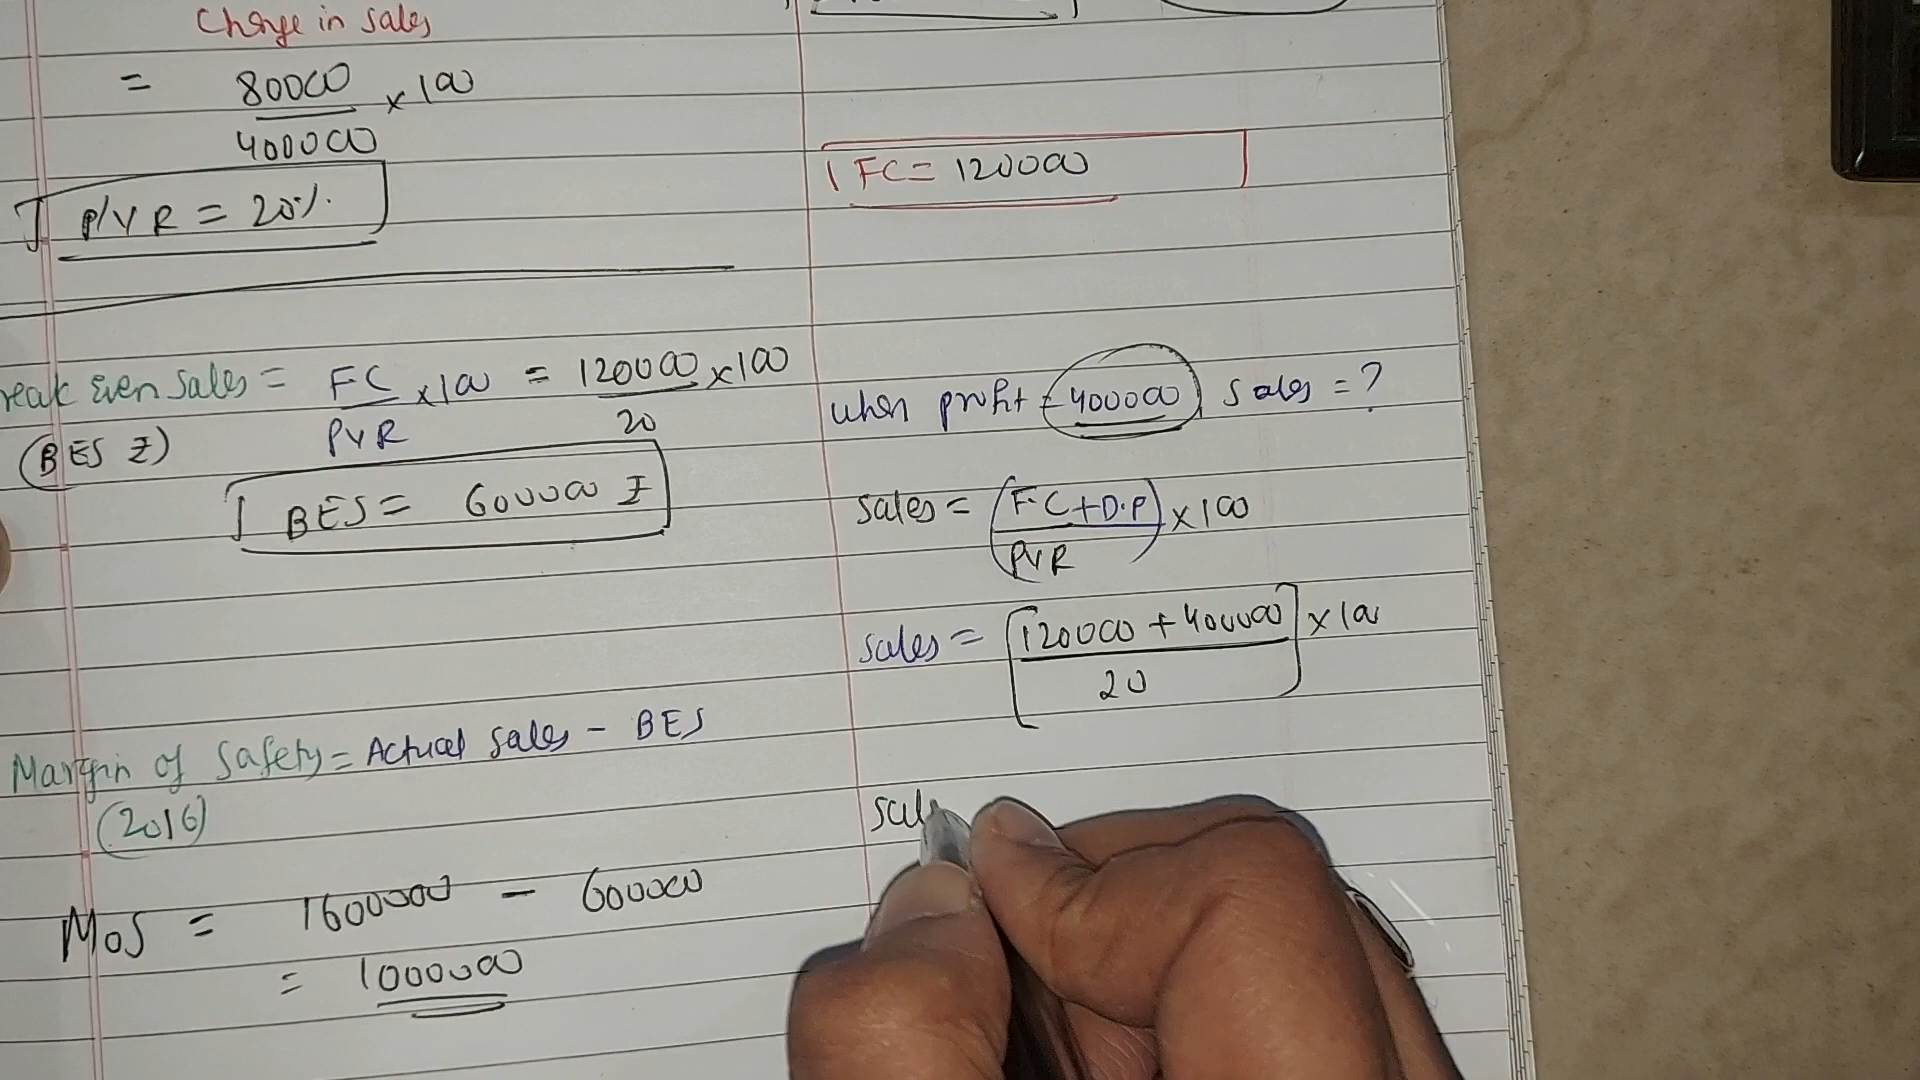 Change in sales
= 80000 × 100
400000
P/V R = 20%.
reak Even Sales = FC × 100 = 120000 × 100
(BES ₹) PVR 20
BES = 600000 ₹
Margin of Safety = Actual Sales - BES
(2016)
MOS = 1600000 - 600000
= 1000000
FC = 120000
when profit = 400000, sales = ?
sales = (F.C + D.P) × 100
PVR
sales = [120000 + 400000] × 100
20
sal